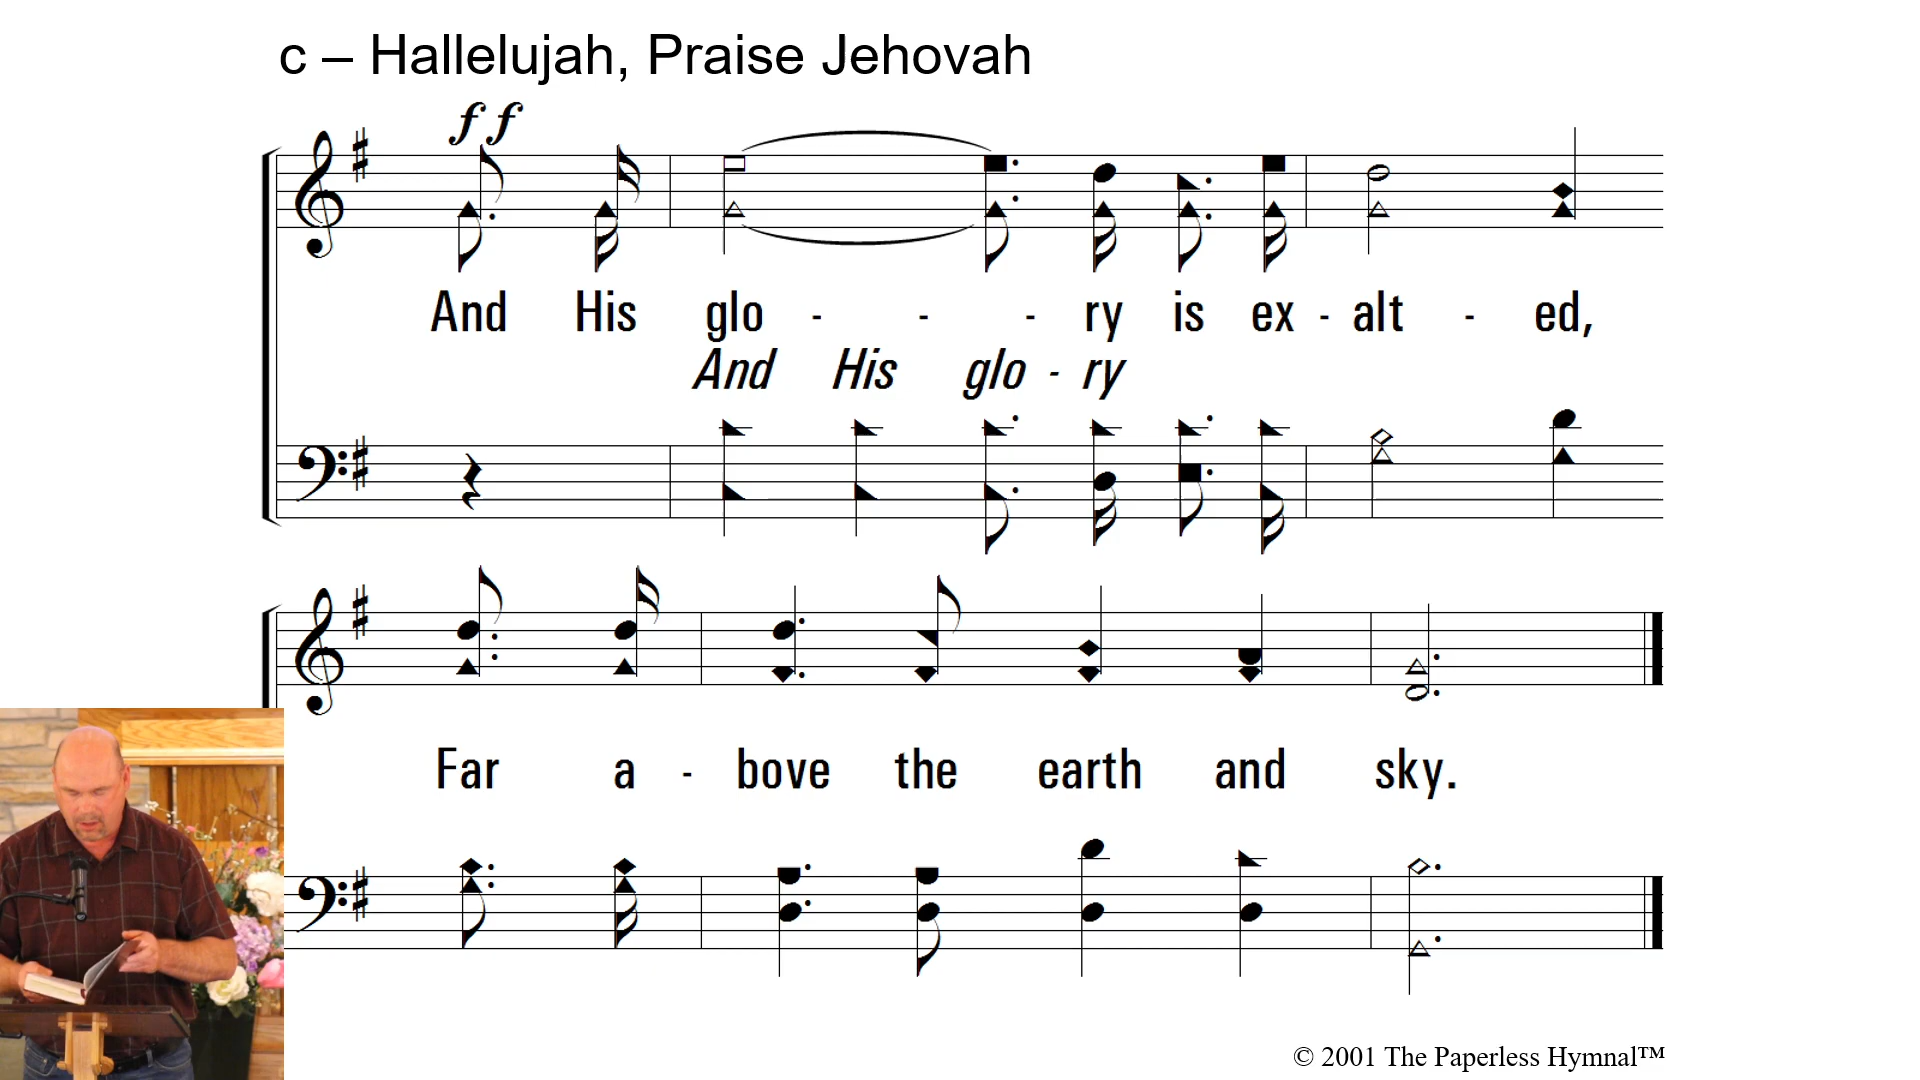 c – Hallelujah, Praise Jehovah
ff
And His glo - - - ry is ex - alt - ed,
And His glo - ry
Far a - bove the earth and sky.
© 2001 The Paperless Hymnal™